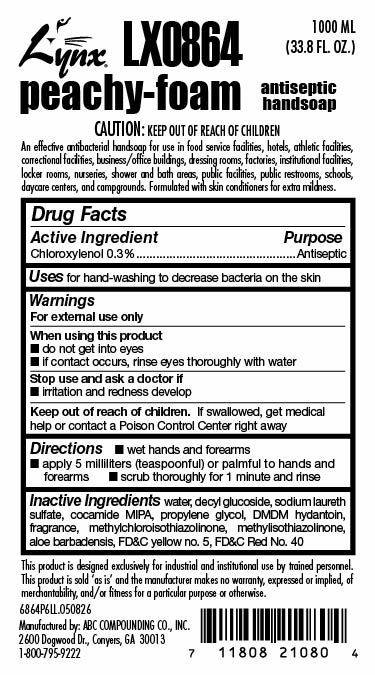 Lynx® LX0864
1000 ML
(33.8 FL. OZ.)
peachy-foam
antiseptic
handsoap
CAUTION: KEEP OUT OF REACH OF CHILDREN
An effective antibacterial handsoap for use in food service facilities, hotels, athletic facilities,
correctional facilities, business/office buildings, dressing rooms, factories, institutional facilities,
locker rooms, nurseries, shower and bath areas, public facilities, public restrooms, schools,
daycare centers, and campgrounds. Formulated with skin conditioners for extra mildness.
Drug Facts
Active Ingredient Purpose
Chloroxylenol 0.3%................................................Antiseptic
Uses for hand-washing to decrease bacteria on the skin
Warnings
For external use only
When using this product
■ do not get into eyes
■ if contact occurs, rinse eyes thoroughly with water
Stop use and ask a doctor if
■ irritation and redness develop
Keep out of reach of children. If swallowed, get medical
help or contact a Poison Control Center right away
Directions ■ wet hands and forearms
■ apply 5 milliliters (teaspoonful) or palmful to hands and
forearms ■ scrub thoroughly for 1 minute and rinse
Inactive Ingredients water, decyl glucoside, sodium laureth
sulfate, cocamide MIPA, propylene glycol, DMDM hydantoin,
fragrance, methylchloroisothiazolinone, methylisothiazolinone,
aloe barbadensis, FD&C yellow no. 5, FD&C Red No. 40
This product is designed exclusively for industrial and institutional use by trained personnel.
This product is sold 'as is' and the manufacturer makes no warranty, expressed or implied, of
merchantability, and/or fitness for a particular purpose or otherwise.
6864P6LL.050826
Manufactured by: ABC COMPOUNDING CO., INC.
2600 Dogwood Dr., Conyers, GA 30013
1-800-795-9222
7 11808 21080 4